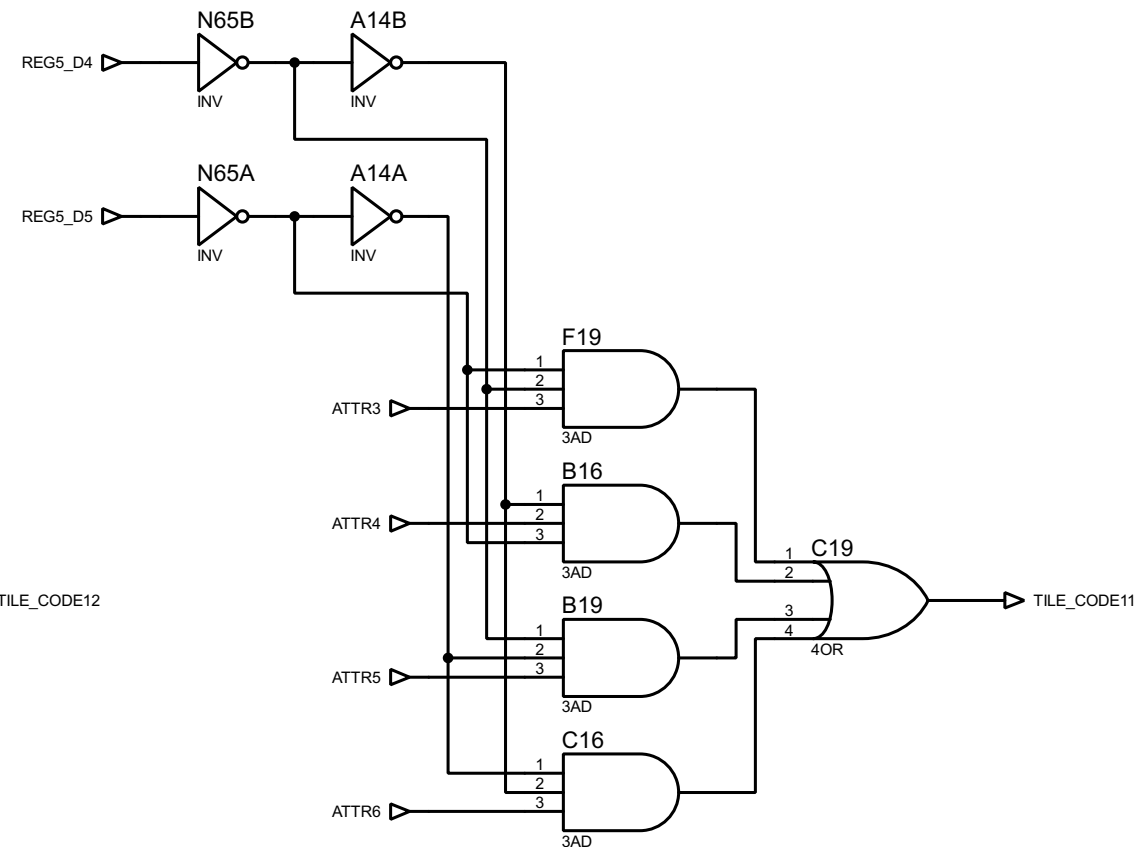 N65B A14B
REG5_D4
INV INV
N65A A14A
REG5_D5
INV INV
F19
1
2
ATTR3 3
3AD
B16
1
ATTR4 2
3
3AD
1 C19
2
TILE_CODE12 TILE_CODE11
3
4
4OR
B19
1
2
ATTR5 3
3AD
C16
1
2
ATTR6 3
3AD